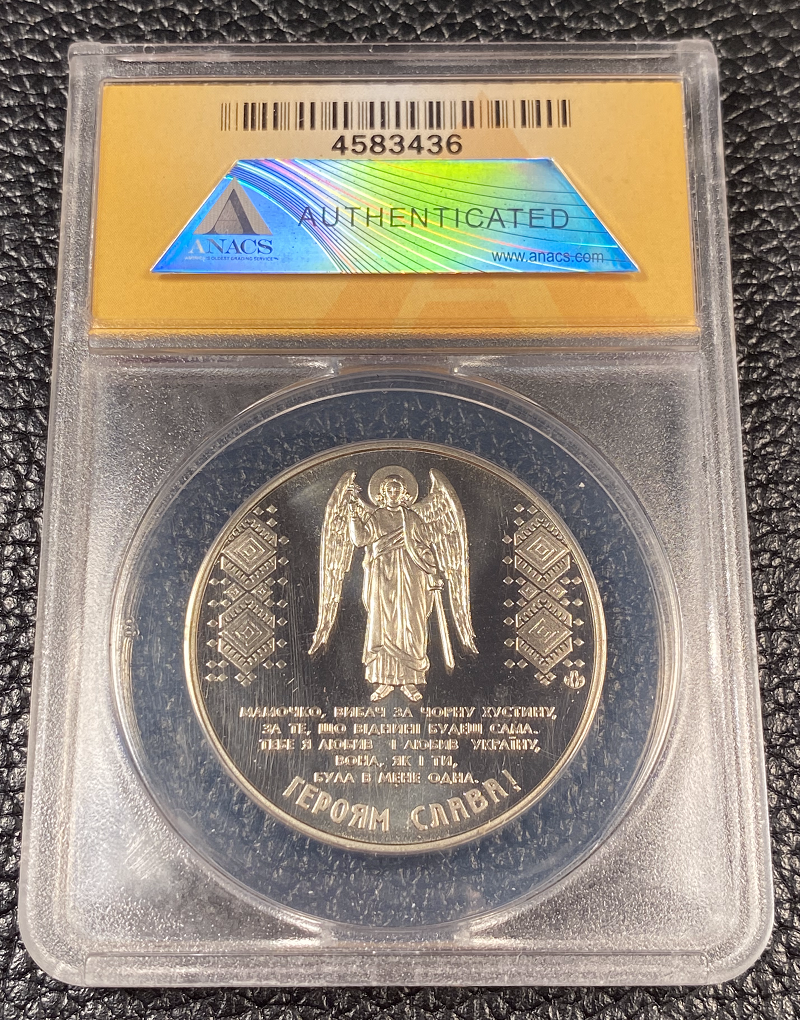 4583436
ANACS
AUTHENTICATED
www.anacs.com
МАМОЧКО, ВИБАЧ ЗА ЧОРНУ ХУСТИНУ,
ЗА ТЕ, ЩО ВІДНИНІ БУДЕШ САМА.
ТЕБЕ Я ЛЮБИВ І ЛЮБИВ УКРАЇНУ,
ВОНА, ЯК І ТИ,
БУЛА В МЕНЕ ОДНА.
ГЕРОЯМ СЛАВА!